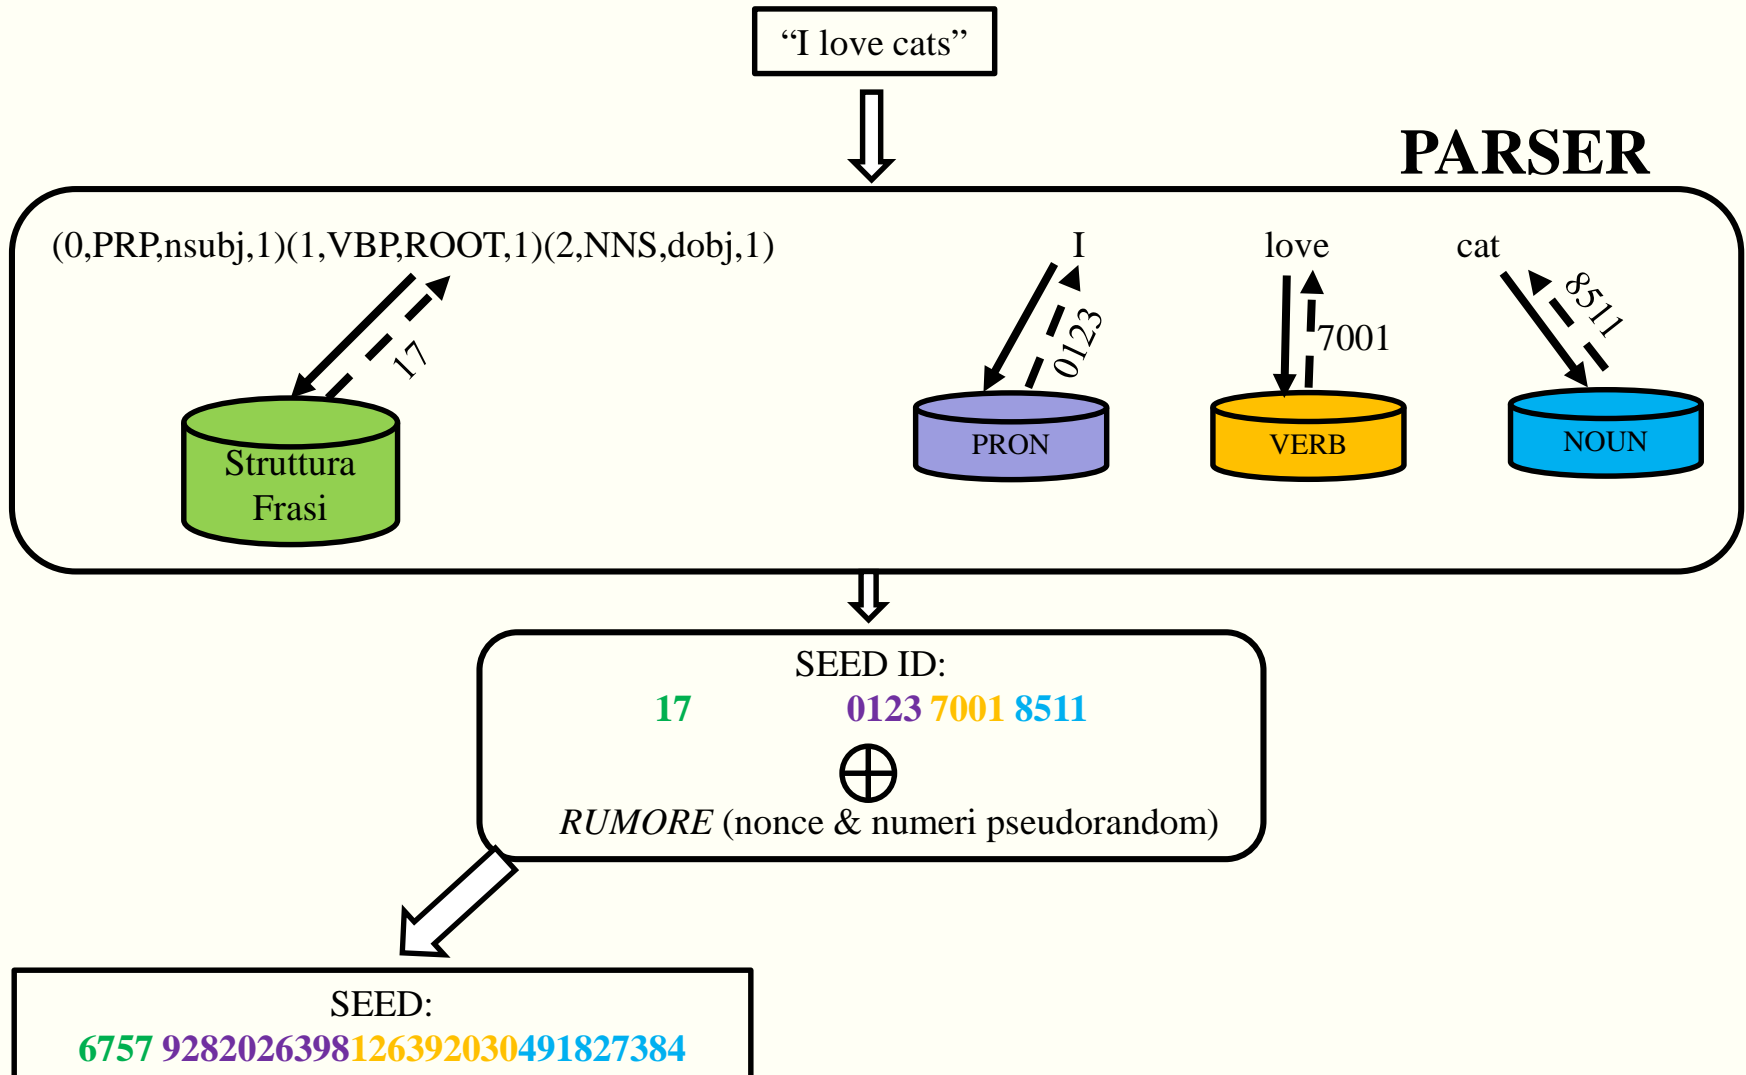 “I love cats”
PARSER
(0,PRP,nsubj,1)(1,VBP,ROOT,1)(2,NNS,dobj,1)
I
love
cat
17
0123
7001
8511
Struttura
Frasi
PRON
VERB
NOUN
SEED ID:
17 0123 7001 8511
RUMORE (nonce & numeri pseudorandom)
SEED:
6757 9282026398126392030491827384